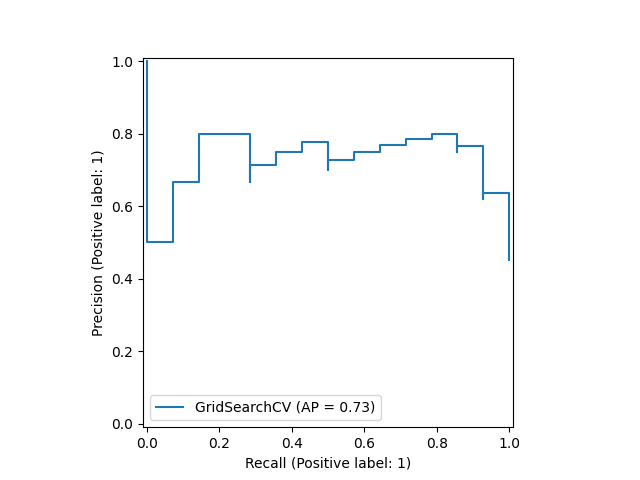 1.0
0.8
0.6
0.4
0.2
0.0
Precision (Positive label: 1)
GridSearchCV (AP = 0.73)
0.0 0.2 0.4 0.6 0.8 1.0
Recall (Positive label: 1)